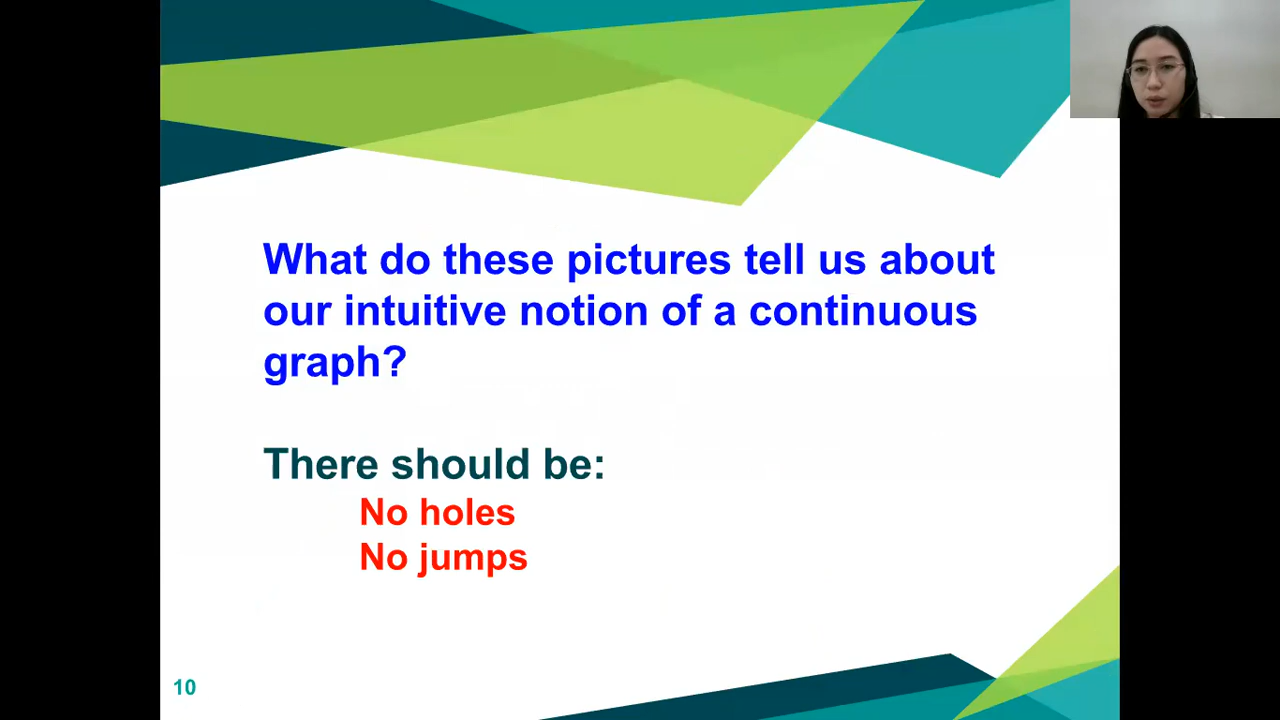 What do these pictures tell us about
our intuitive notion of a continuous
graph?
There should be:
No holes
No jumps
10